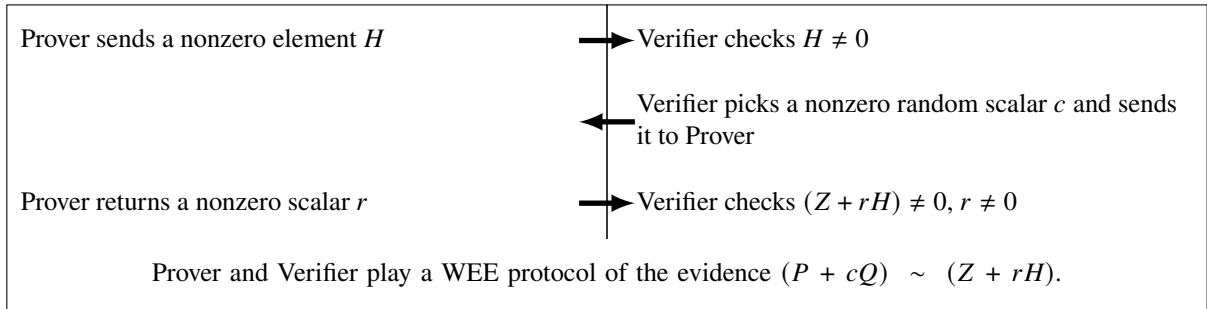 Prover sends a nonzero element H
Verifier checks H ≠ 0
Verifier picks a nonzero random scalar c and sends
it to Prover
Prover returns a nonzero scalar r
Verifier checks (Z + rH) ≠ 0, r ≠ 0
Prover and Verifier play a WEE protocol of the evidence (P + cQ) ∼ (Z + rH).